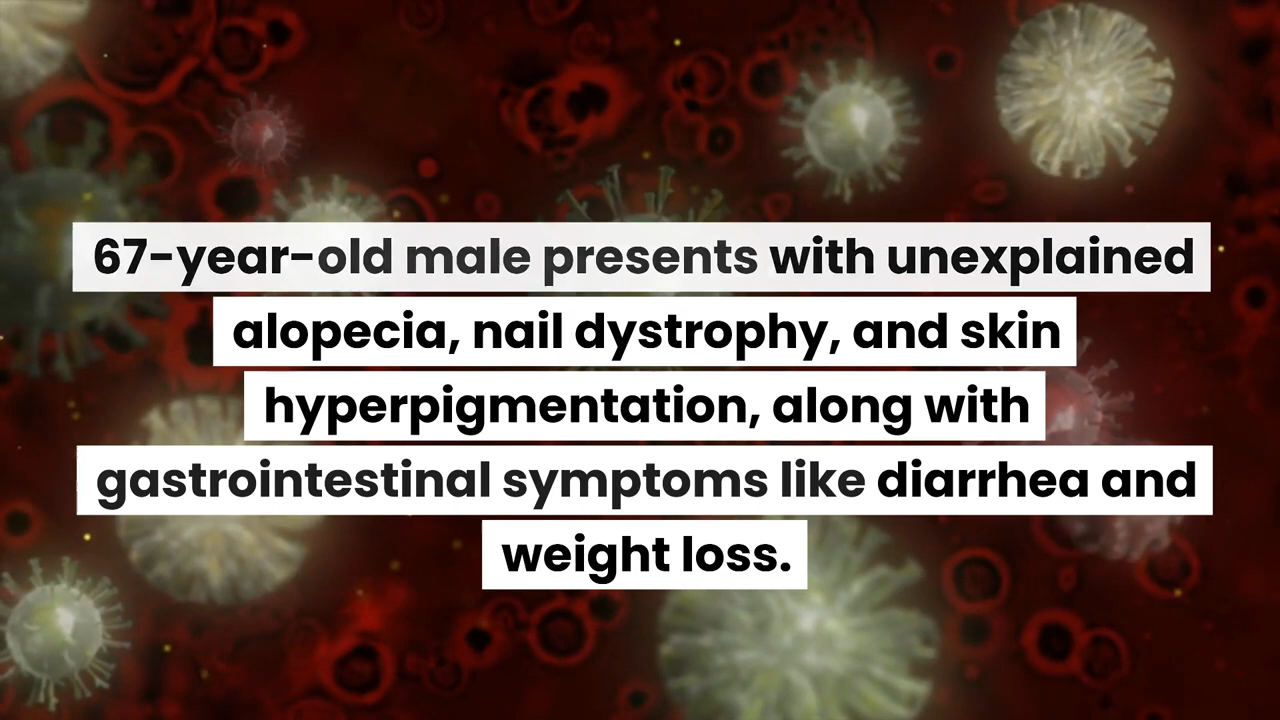 67-year-old male presents with unexplained
alopecia, nail dystrophy, and skin
hyperpigmentation, along with
gastrointestinal symptoms like diarrhea and
weight loss.